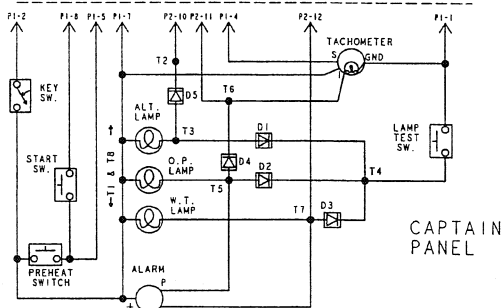 P1-2 P1-8 P1-5 P1-7 P2-10 P2-11 P1-4 P2-12 P1-1
TACHOMETER
S GND
I
T2
KEY
SW.
D5
T6
ALT.
LAMP
T3
D1
LAMP
TEST
SW.
START
SW.
T1 & T8
O.P.
LAMP
D4
D2
T4
T5
W.T.
LAMP
T7
D3
CAPTAIN
PANEL
PREHEAT
SWITCH
ALARM
P
+